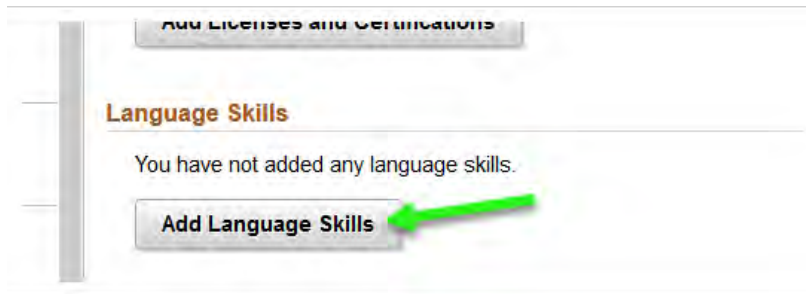 Add Licenses and Certifications
Language Skills
You have not added any language skills.
Add Language Skills